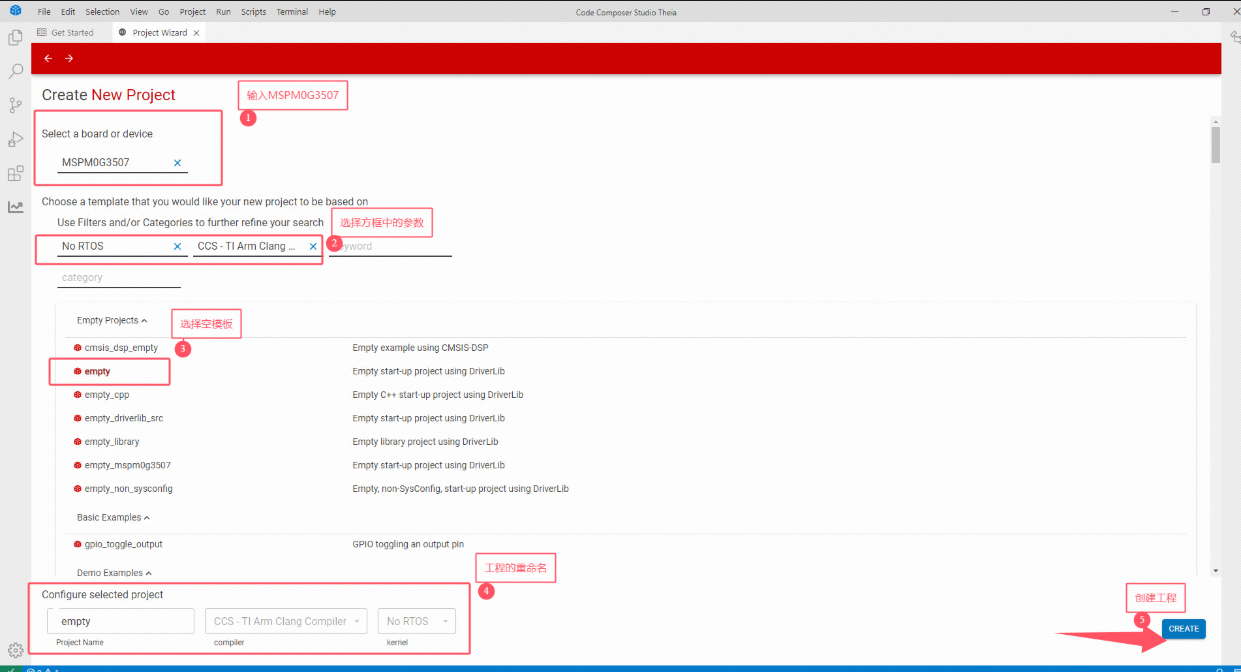 File Edit Selection View Go Project Run Scripts Terminal Help
Code Composer Studio Theia
Get Started
Project Wizard
Create New Project
输入MSPM0G3507
1
Select a board or device
MSPM0G3507
Choose a template that you would like your new project to be based on
Use Filters and/or Categories to further refine your search
选择方框中的参数
2
No RTOS
CCS - TI Arm Clang ...
category
Empty Projects
选择空模板
3
cmsis_dsp_empty Empty example using CMSIS-DSP
empty Empty start-up project using DriverLib
empty_cpp Empty C++ start-up project using DriverLib
empty_driverlib_src Empty start-up project using DriverLib
empty_library Empty library project using DriverLib
empty_mspm0g3507 Empty start-up project using DriverLib
empty_non_sysconfig Empty, non-SysConfig, start-up project using DriverLib
Basic Examples
gpio_toggle_output GPIO toggling an output pin
Demo Examples
工程的重命名
4
Configure selected project
empty
CCS - TI Arm Clang Compiler
No RTOS
Project Name
compiler
kernel
创建工程
5
CREATE